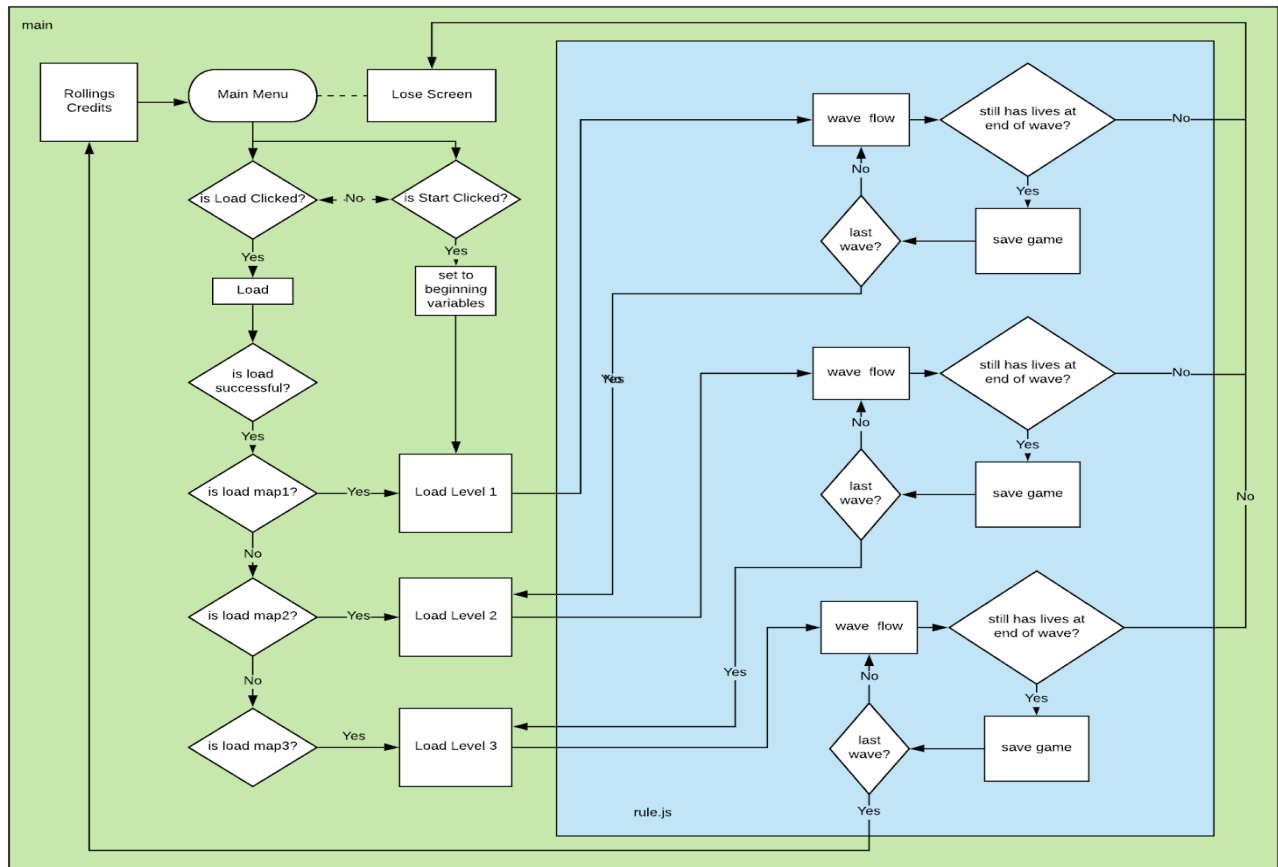 main
Rollings
Credits
Main Menu
Lose Screen
is Load Clicked?
No
is Start Clicked?
Yes
Yes
Load
set to
beginning
variables
is load
successful?
Yes
is load map1?
Yes
Load Level 1
No
is load map2?
Yes
Load Level 2
No
is load map3?
Yes
Load Level 3
wave flow
still has lives at
end of wave?
No
No
Yes
last
wave?
save game
Yes
wave flow
still has lives at
end of wave?
No
No
Yes
last
wave?
save game
No
Yes
wave flow
still has lives at
end of wave?
No
Yes
last
wave?
save game
Yes
rule.js